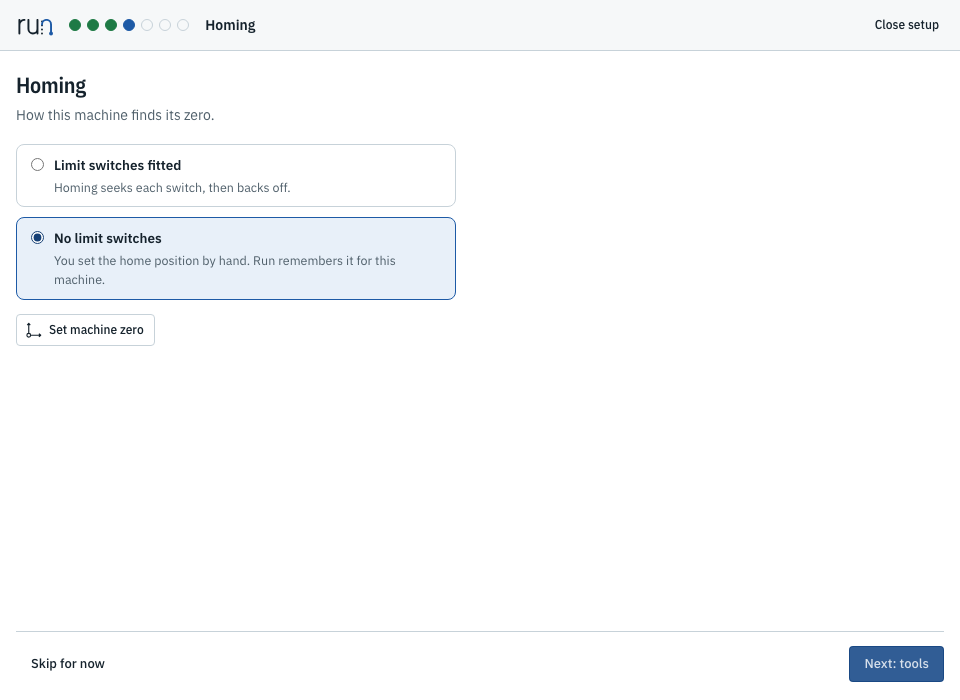 run
Homing
Close setup
Homing
How this machine finds its zero.
Limit switches fitted
Homing seeks each switch, then backs off.
No limit switches
You set the home position by hand. Run remembers it for this
machine.
Set machine zero
Skip for now
Next: tools